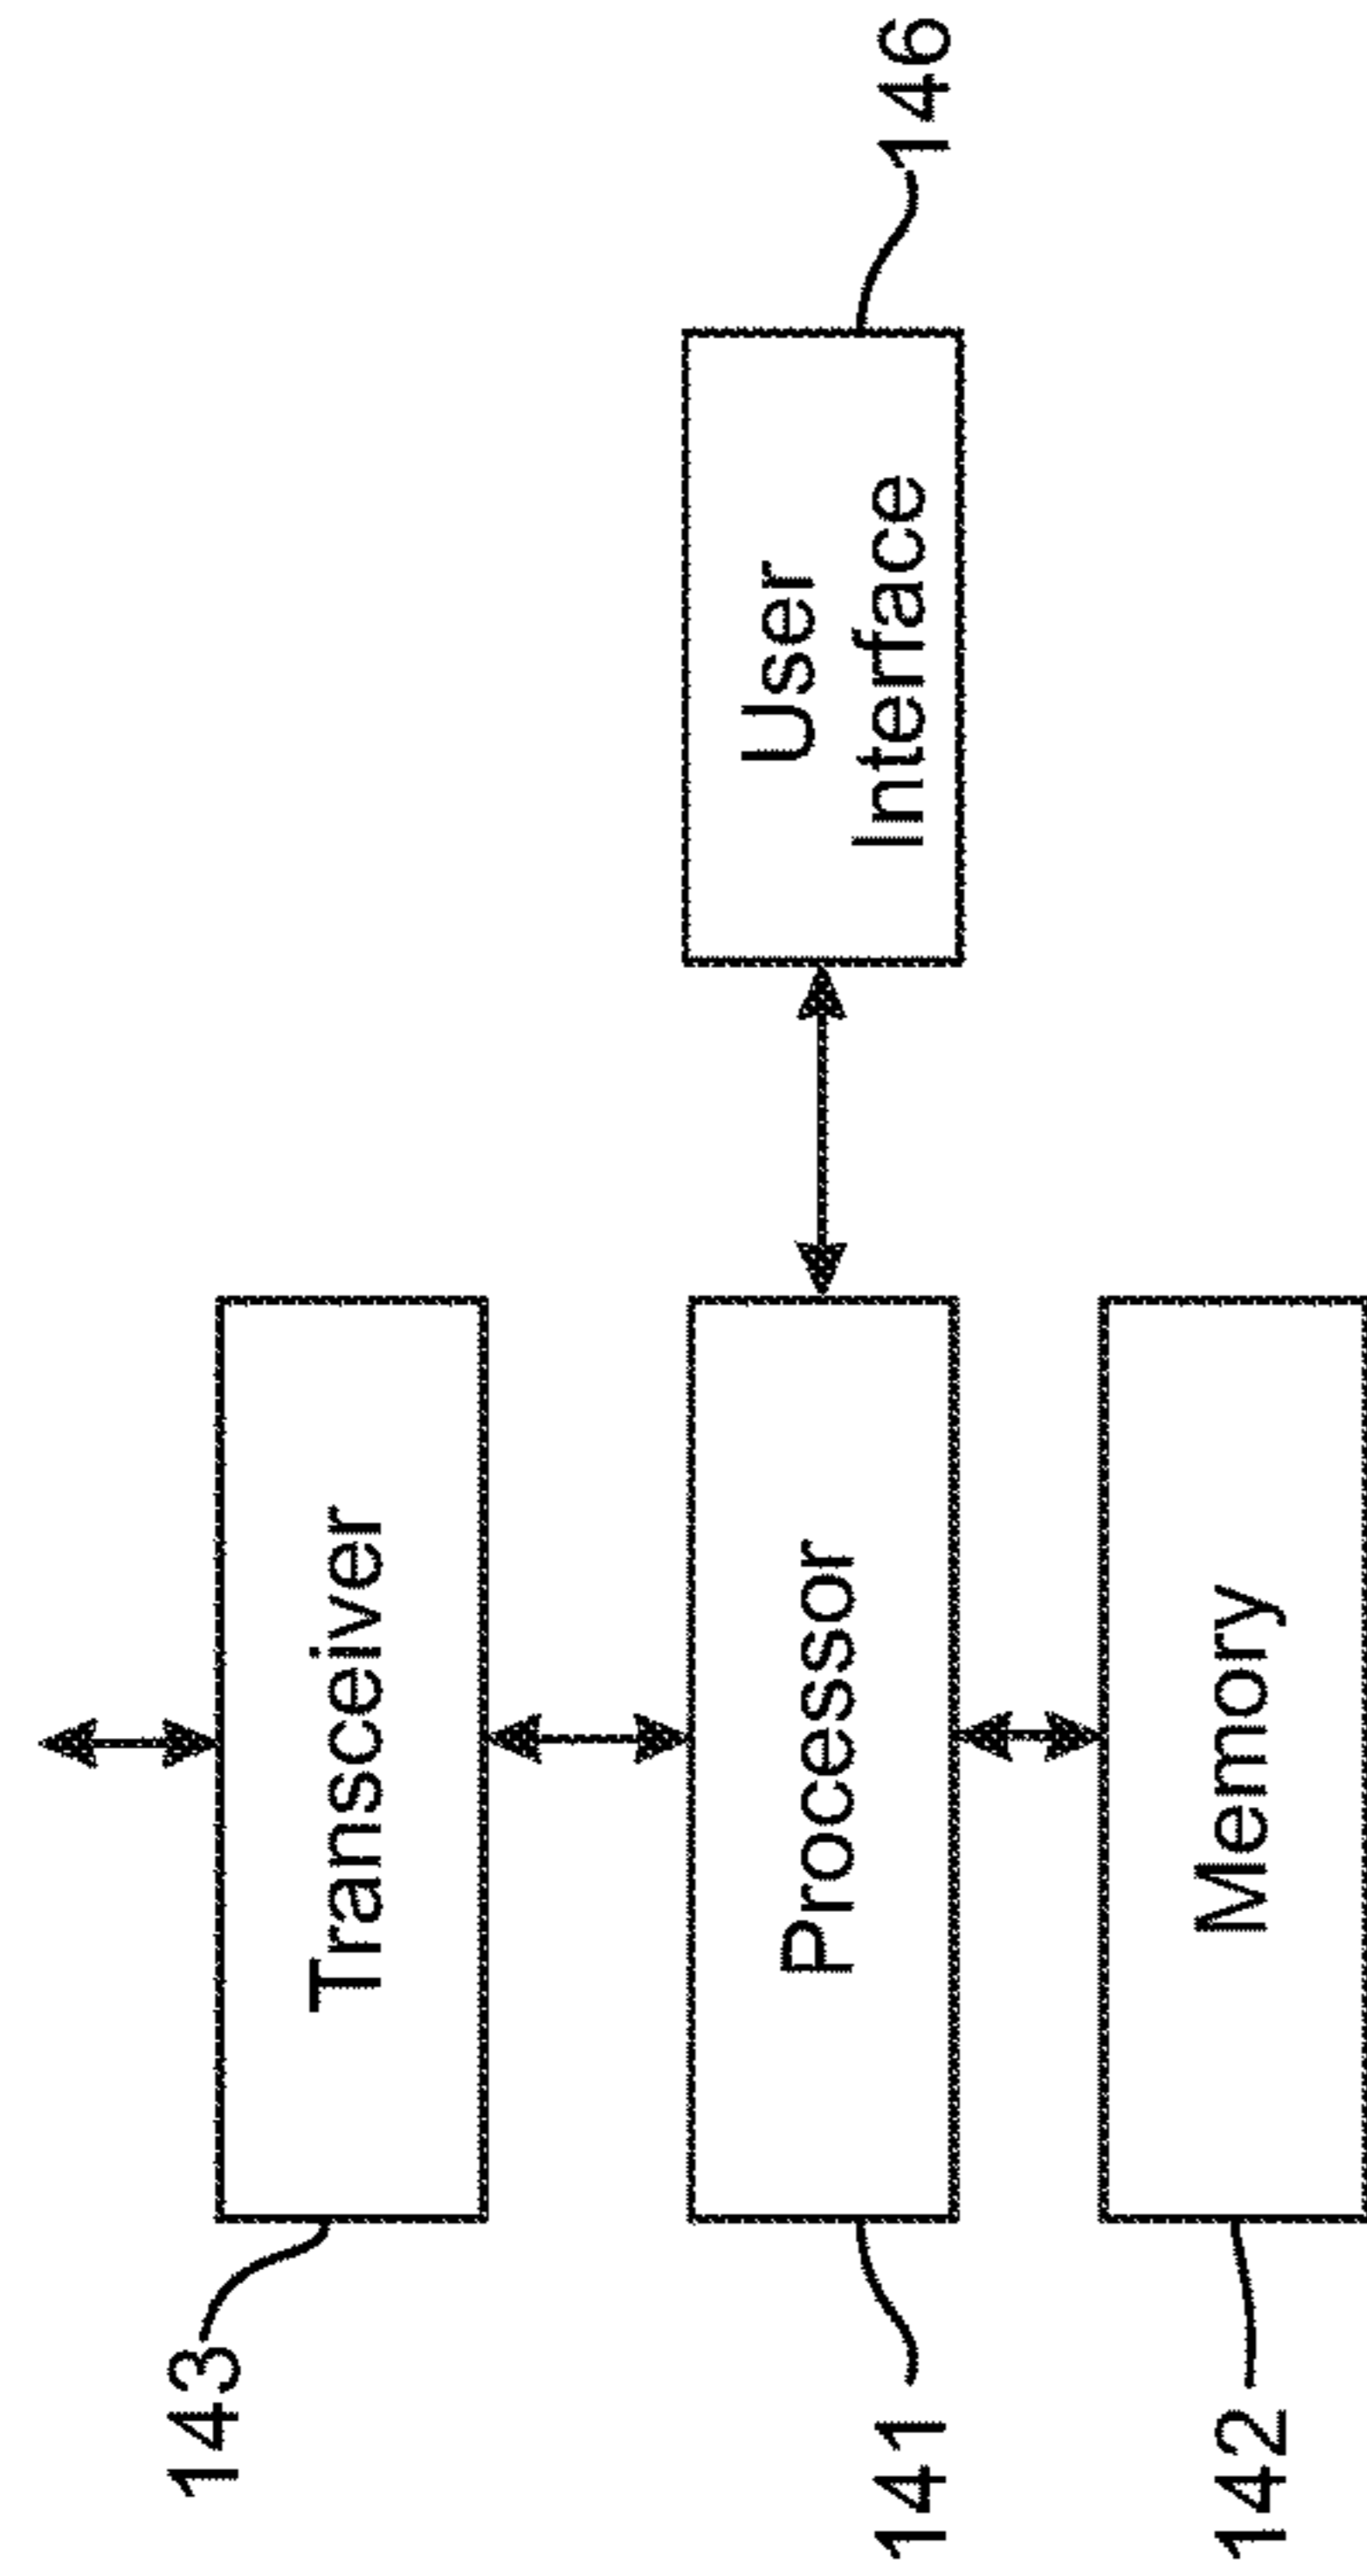 143
Transceiver
141
Processor
User
Interface
146
142
Memory